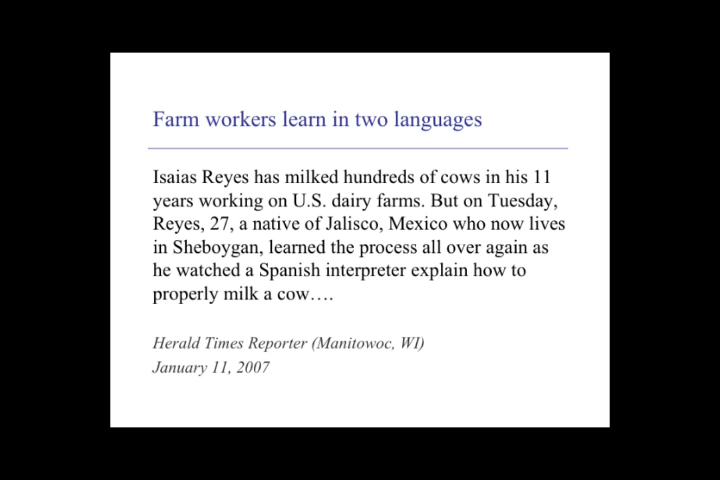 Farm workers learn in two languages
Isaias Reyes has milked hundreds of cows in his 11
years working on U.S. dairy farms. But on Tuesday,
Reyes, 27, a native of Jalisco, Mexico who now lives
in Sheboygan, learned the process all over again as
he watched a Spanish interpreter explain how to
properly milk a cow….
Herald Times Reporter (Manitowoc, WI)
January 11, 2007